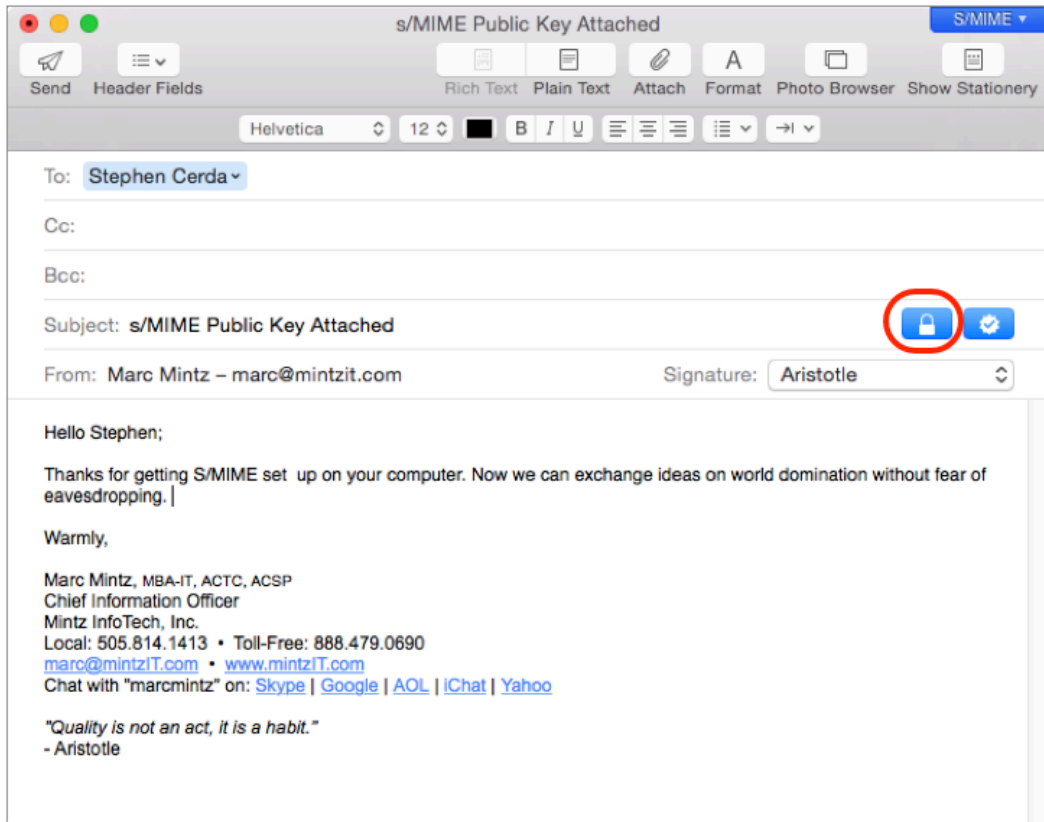 s/MIME Public Key Attached
S/MIME
Send Header Fields Rich Text Plain Text Attach Format Photo Browser Show Stationery
Helvetica 12 B I U
To: Stephen Cerda
Cc:
Bcc:
Subject: s/MIME Public Key Attached
From: Marc Mintz – marc@mintzit.com Signature: Aristotle
Hello Stephen;
Thanks for getting S/MIME set  up on your computer. Now we can exchange ideas on world domination without fear of
eavesdropping.
Warmly,
Marc Mintz, MBA-IT, ACTC, ACSP
Chief Information Officer
Mintz InfoTech, Inc.
Local: 505.814.1413 • Toll-Free: 888.479.0690
marc@mintzIT.com • www.mintzIT.com
Chat with "marcmintz" on: Skype | Google | AOL | iChat | Yahoo
"Quality is not an act, it is a habit."
- Aristotle